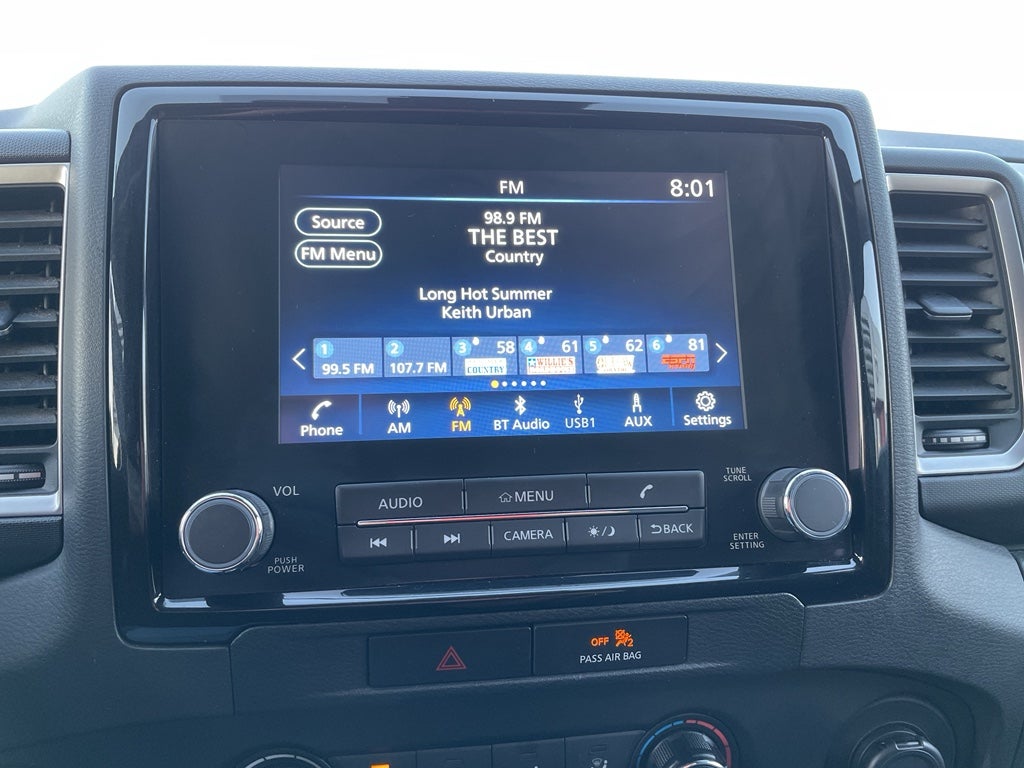 FM
8:01
Source
FM Menu
98.9 FM
THE BEST
Country
Long Hot Summer
Keith Urban
1
99.5 FM
2
107.7 FM
3 58
COUNTRY
4 61
WILLIE'S
5 62
6 81
Phone
AM
FM
BT Audio
USB1
AUX
Settings
VOL
PUSH
POWER
AUDIO
MENU
CAMERA
BACK
TUNE
SCROLL
ENTER
SETTING
OFF 2
PASS AIR BAG